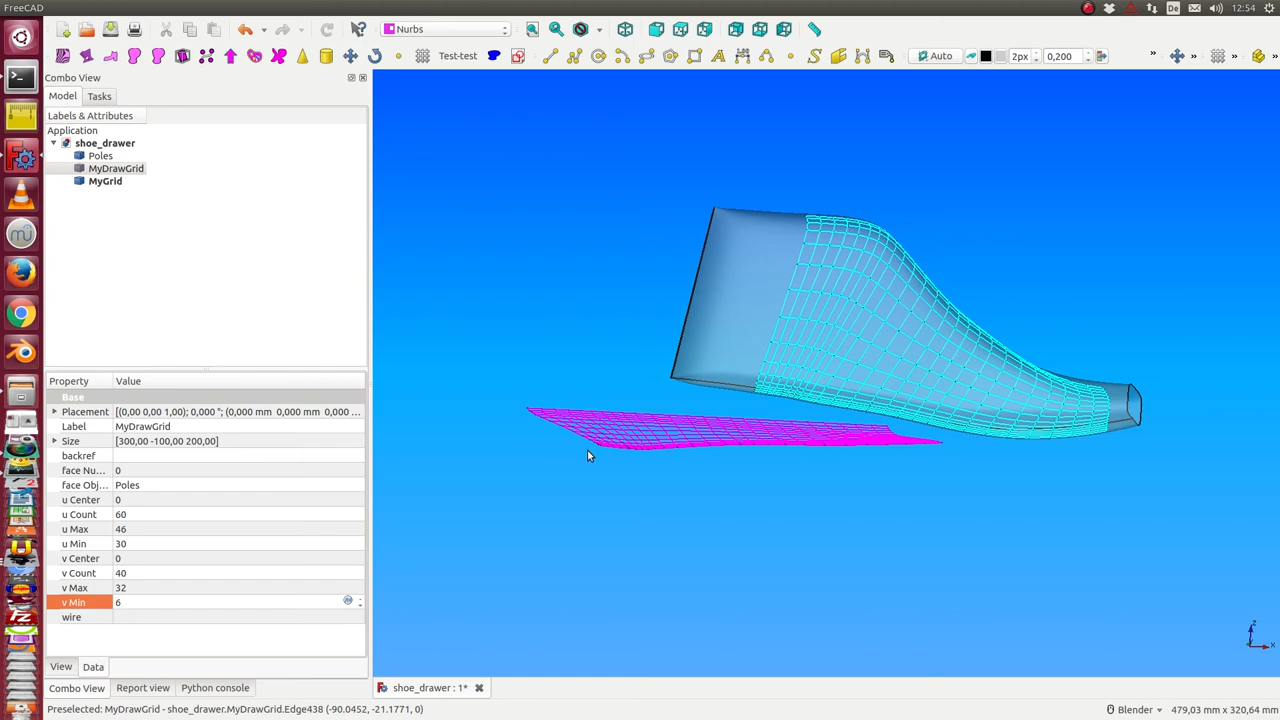 FreeCAD
De
12:54
Nurbs
Test-test
Auto
2px
0,200
»
»
»
»
Combo View
Model
Tasks
Labels & Attributes
Application
shoe_drawer
Poles
MyDrawGrid
MyGrid
Property Value
Base
Placement [(0,00 0,00 1,00); 0,000 °; (0,000 mm 0,000 mm 0,000 ...
Label MyDrawGrid
Size [300,00 -100,00 200,00]
backref
face Nu... 0
face Obj... Poles
u Center 0
u Count 60
u Max 46
u Min 30
v Center 0
v Count 40
v Max 32
v Min 6
wire
View
Data
Combo View
Report view
Python console
shoe_drawer : 1*
z
x
Preselected: MyDrawGrid - shoe_drawer.MyDrawGrid.Edge438 (-90.0452, -21.1771, 0)
Blender
479,03 mm x 320,64 mm